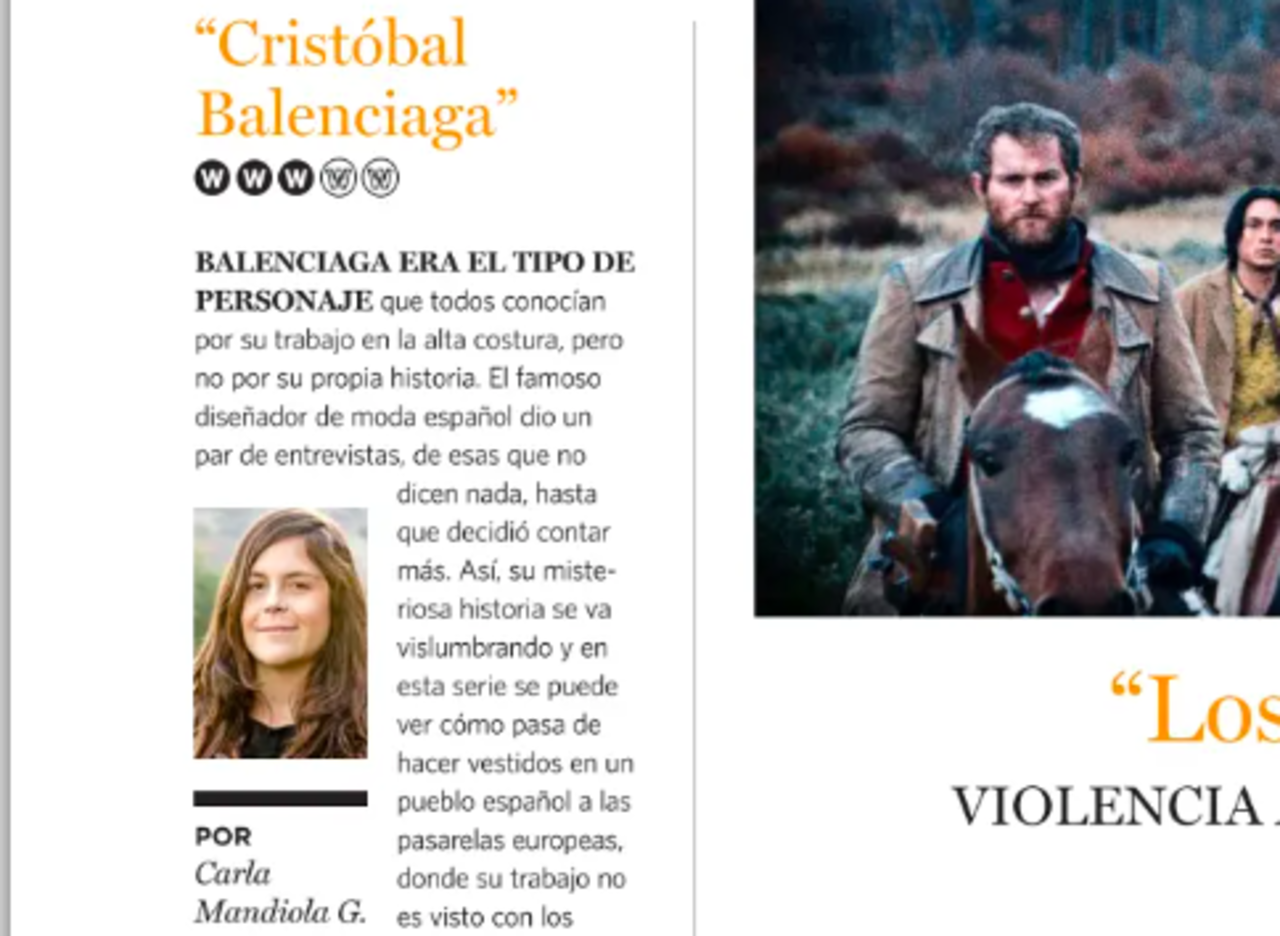 “Cristóbal
Balenciaga”
W W W W W
BALENCIAGA ERA EL TIPO DE
PERSONAJE que todos conocían
por su trabajo en la alta costura, pero
no por su propia historia. El famoso
diseñador de moda español dio un
par de entrevistas, de esas que no
dicen nada, hasta
que decidió contar
más. Así, su miste-
riosa historia se va
vislumbrando y en
esta serie se puede
ver cómo pasa de
hacer vestidos en un
pueblo español a las
pasarelas europeas,
donde su trabajo no
es visto con los
POR
Carla
Mandiola G.
“Los
VIOLENCIA